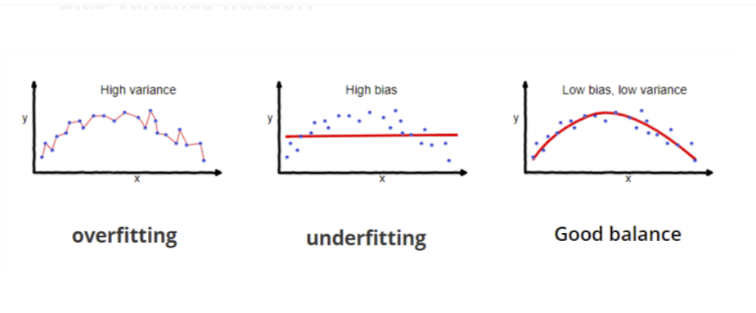 High variance
High bias
Low bias, low variance
y
y
y
x
x
x
overfitting
underfitting
Good balance